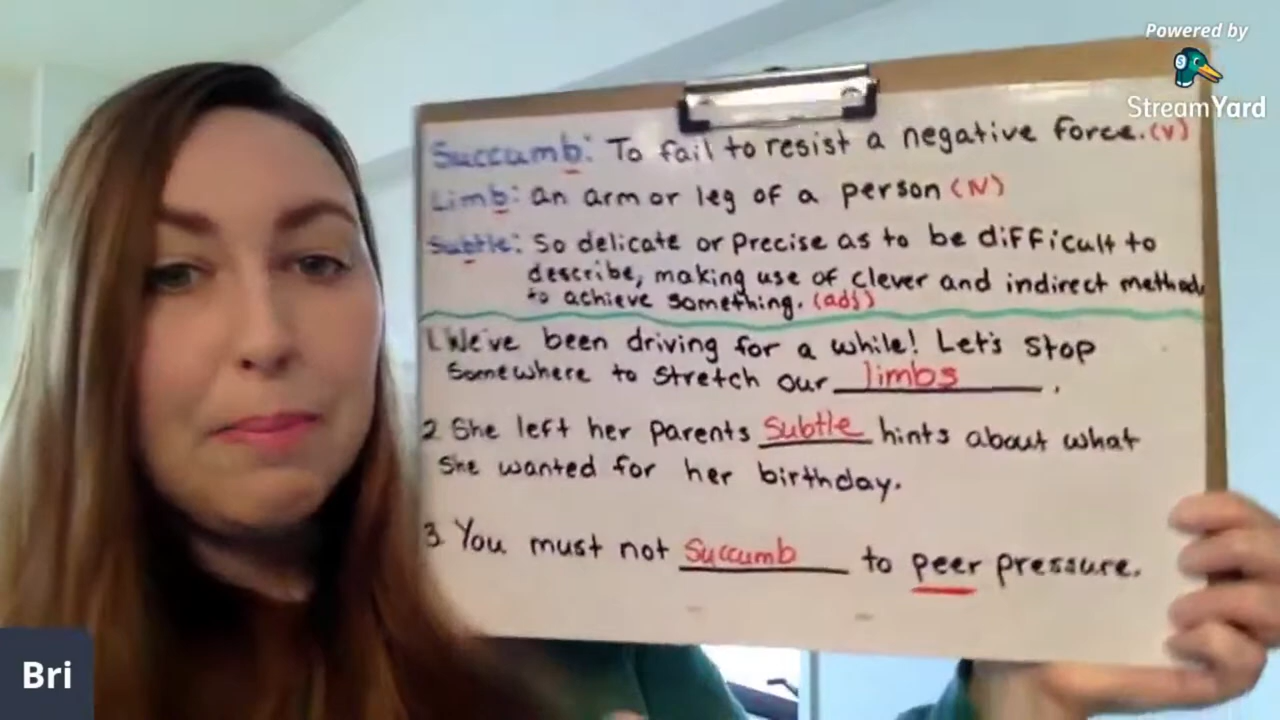 Powered by
StreamYard
Succumb: To fail to resist a negative force. (v)
Limb: an arm or leg of a person (N)
Subtle: So delicate or precise as to be difficult to
describe, making use of clever and indirect methods
to achieve something. (adj)
1. We've been driving for a while! Let's stop
somewhere to stretch our limbs.
2. She left her parents subtle hints about what
she wanted for her birthday.
3. You must not succumb to peer pressure.
Bri